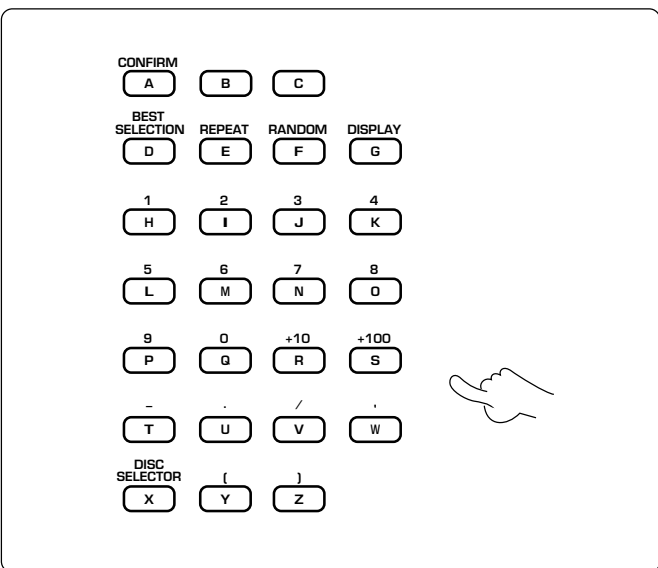 CONFIRM
A B C
BEST
SELECTION REPEAT RANDOM DISPLAY
D E F G
1 2 3 4
H I J K
5 6 7 8
L M N O
9 0 +10 +100
P Q R S
– . / '
T U V W
DISC
SELECTOR ( )
X Y Z